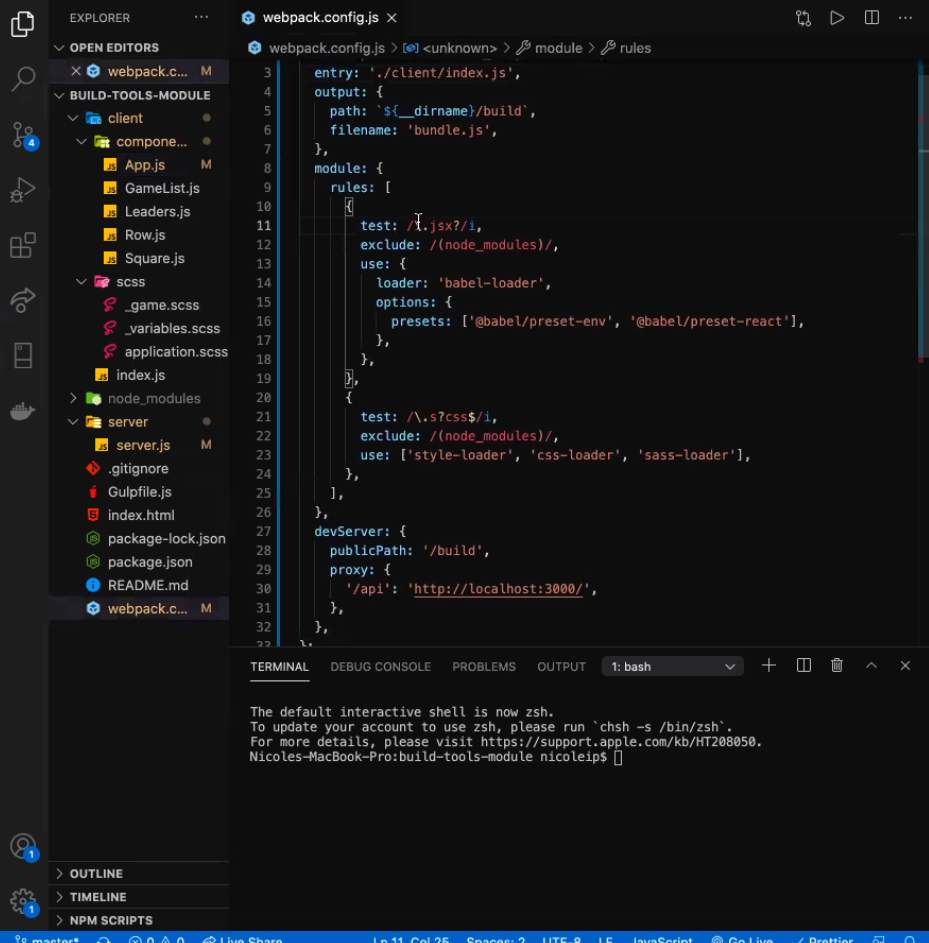 EXPLORER
OPEN EDITORS
webpack.c... M
BUILD-TOOLS-MODULE
client
compone...
App.js M
GameList.js
Leaders.js
Row.js
Square.js
scss
_game.scss
_variables.scss
application.scss
index.js
node_modules
server
server.js M
.gitignore
Gulpfile.js
index.html
package-lock.json
package.json
README.md
webpack.c... M
OUTLINE
TIMELINE
NPM SCRIPTS
4
1
1
webpack.config.js
webpack.config.js > <unknown> > module > rules
3 entry: './client/index.js',
4 output: {
5 path: `${__dirname}/build`,
6 filename: 'bundle.js',
7 },
8 module: {
9 rules: [
10 {
11 test: /\.jsx?/i,
12 exclude: /(node_modules)/,
13 use: {
14 loader: 'babel-loader',
15 options: {
16 presets: ['@babel/preset-env', '@babel/preset-react'],
17 },
18 },
19 },
20 {
21 test: /\.s?css$/i,
22 exclude: /(node_modules)/,
23 use: ['style-loader', 'css-loader', 'sass-loader'],
24 },
25 ],
26 },
27 devServer: {
28 publicPath: '/build',
29 proxy: {
30 '/api': 'http://localhost:3000/',
31 },
32 },
33 };
TERMINAL DEBUG CONSOLE PROBLEMS OUTPUT 1: bash
The default interactive shell is now zsh.
To update your account to use zsh, please run `chsh -s /bin/zsh`.
For more details, please visit https://support.apple.com/kb/HT208050.
Nicoles-MacBook-Pro:build-tools-module nicoleip$
master* 0 0 Live Share Ln 11, Col 25 Spaces: 2 UTF-8 LF JavaScript Go Live Prettier